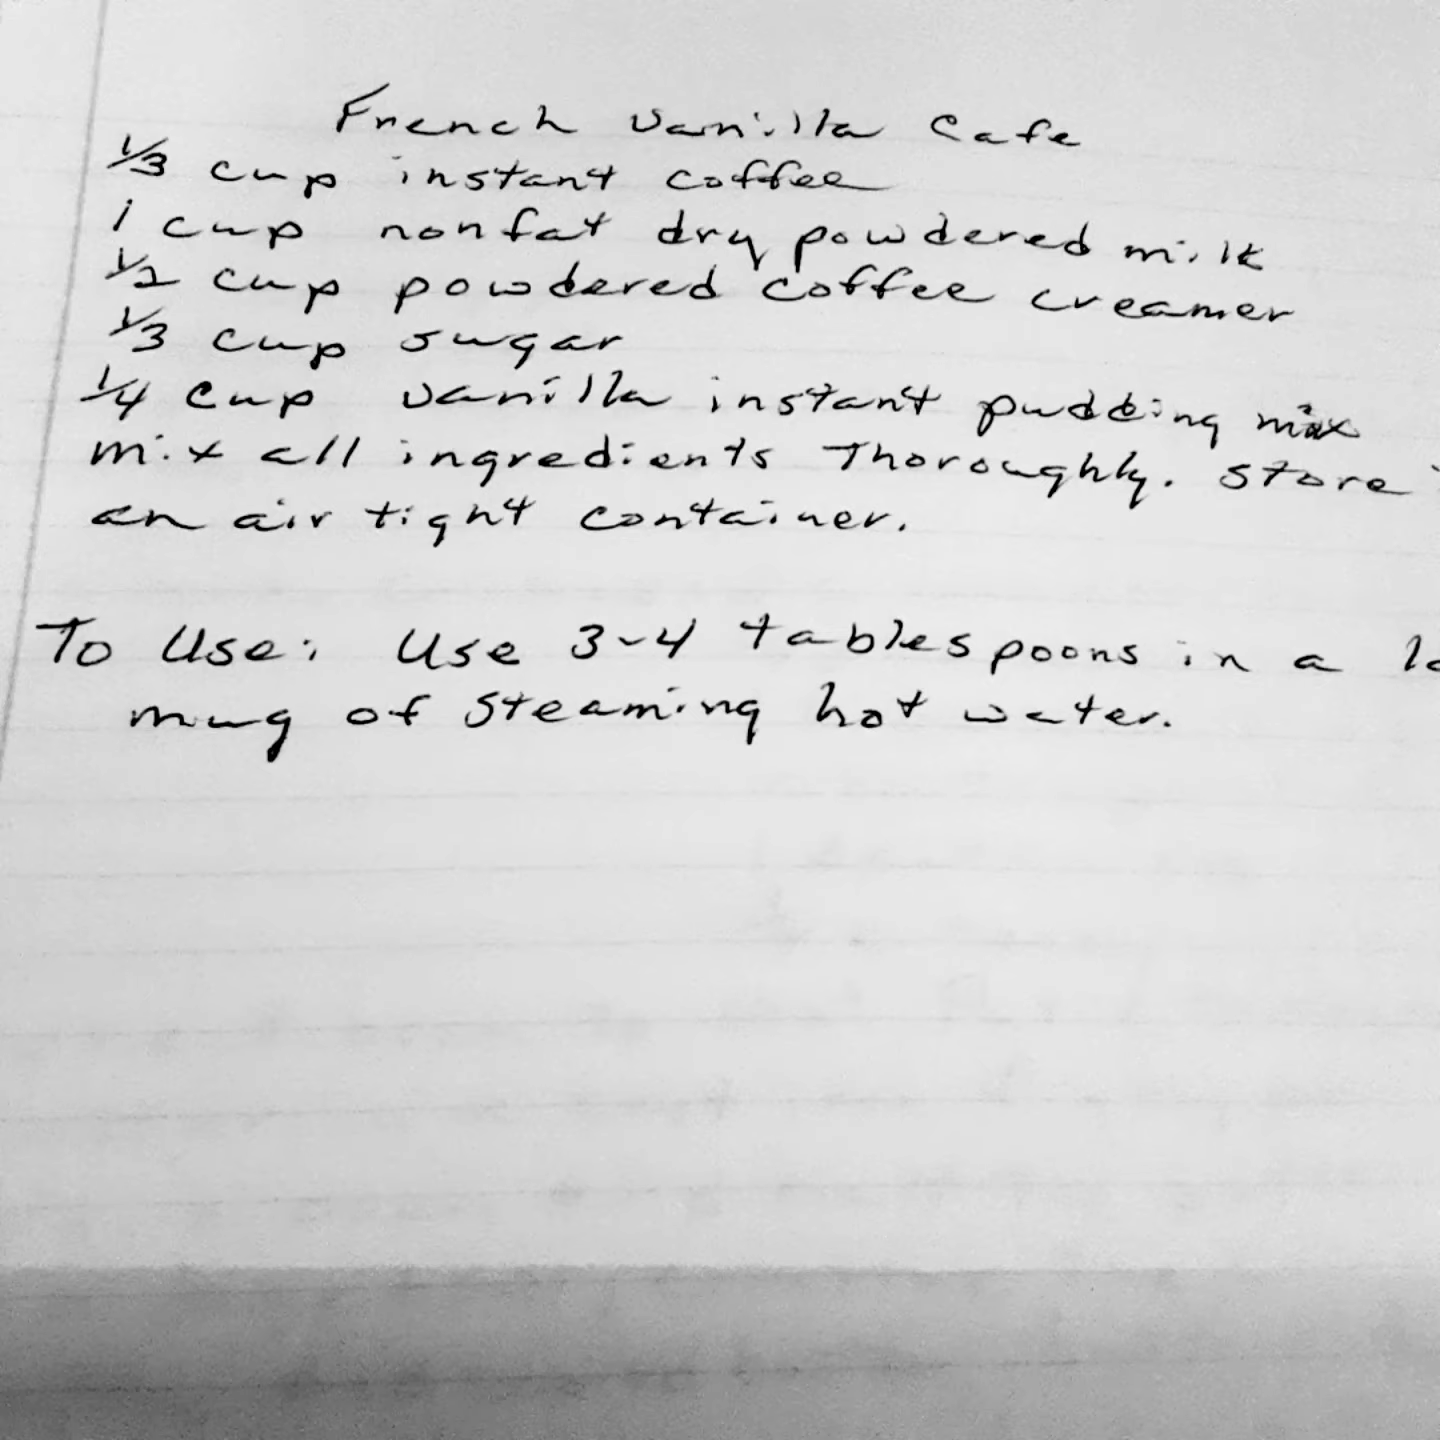 French Vanilla Cafe
1/3 cup instant coffee
1 cup nonfat dry powdered milk
1/2 cup powdered coffee creamer
1/3 cup sugar
1/4 cup vanilla instant pudding mix
mix all ingredients Thoroughly. Store
an air tight container.
To Use: Use 3-4 tablespoons in a
mug of steaming hot water.